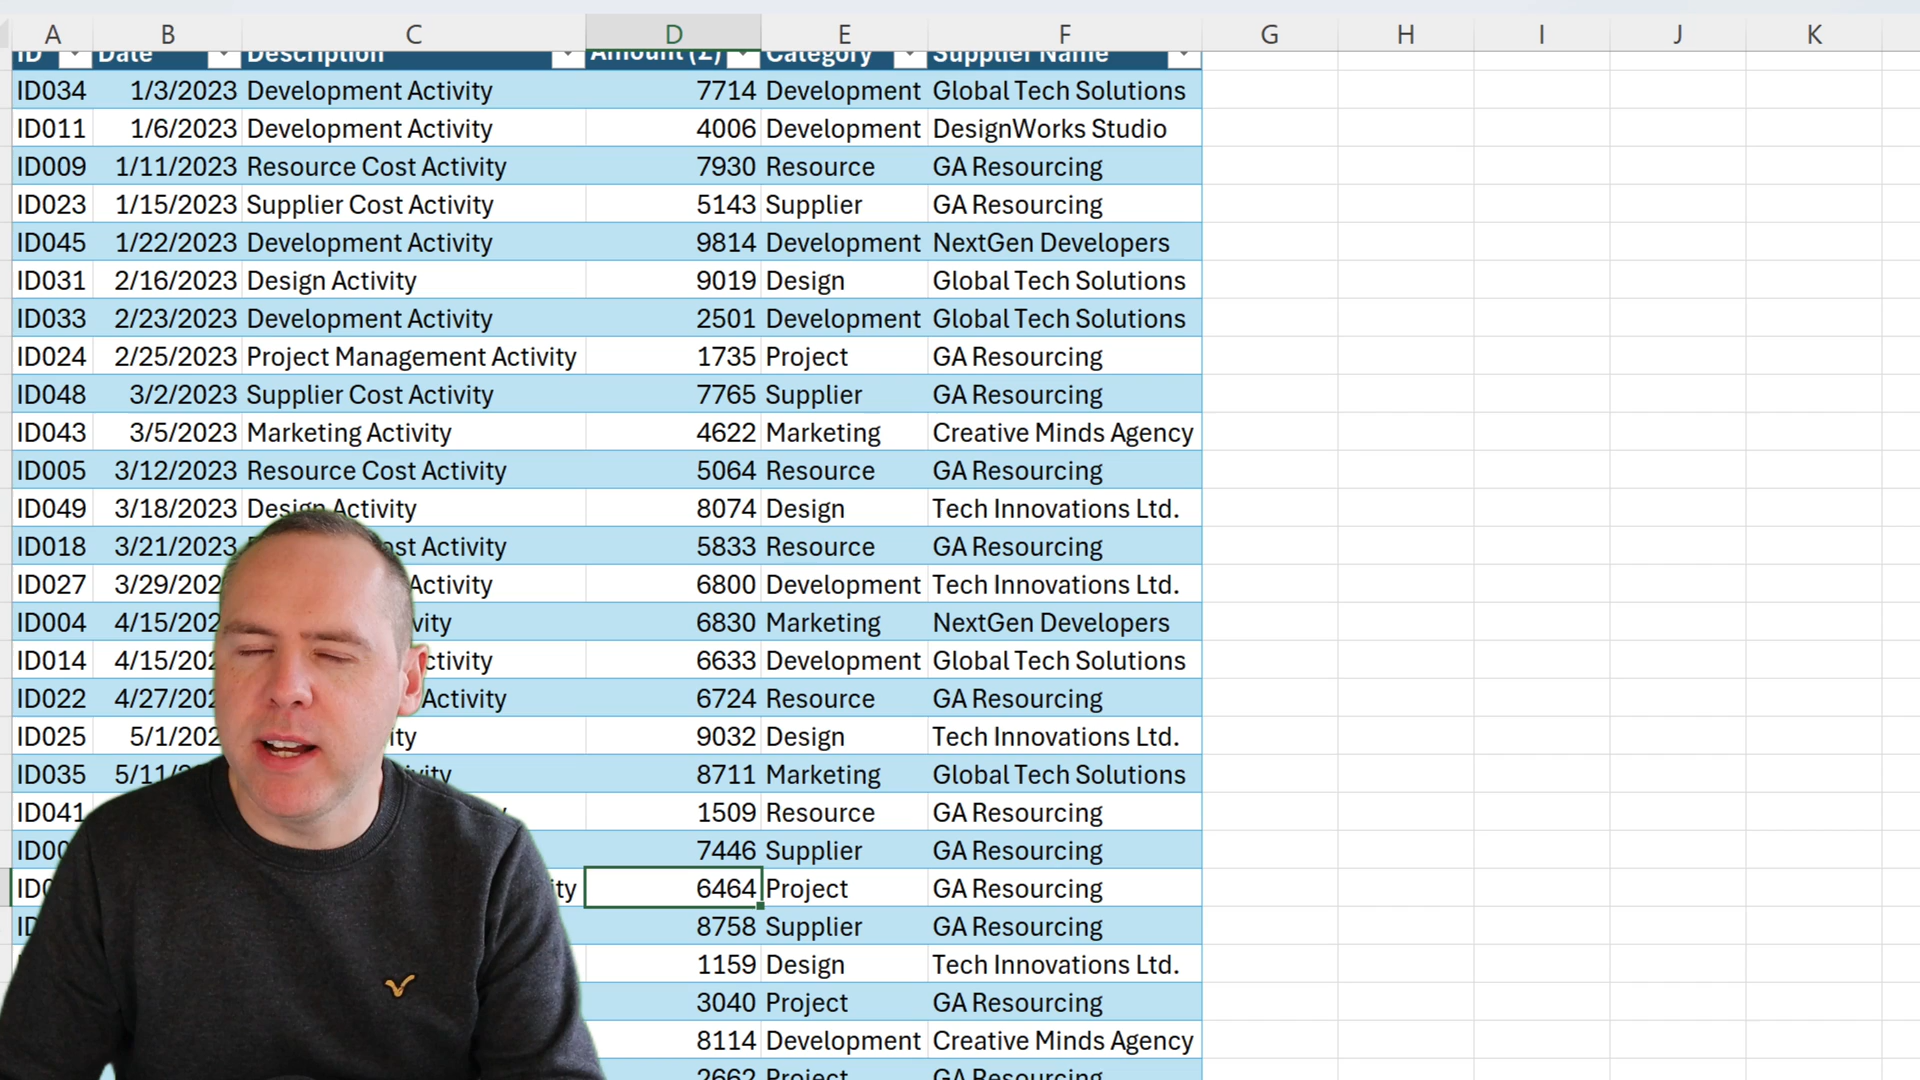 A B C D E F G H I J K
ID Date Description Amount (£) Category Supplier Name
ID034 1/3/2023 Development Activity 7714 Development Global Tech Solutions
ID011 1/6/2023 Development Activity 4006 Development DesignWorks Studio
ID009 1/11/2023 Resource Cost Activity 7930 Resource GA Resourcing
ID023 1/15/2023 Supplier Cost Activity 5143 Supplier GA Resourcing
ID045 1/22/2023 Development Activity 9814 Development NextGen Developers
ID031 2/16/2023 Design Activity 9019 Design Global Tech Solutions
ID033 2/23/2023 Development Activity 2501 Development Global Tech Solutions
ID024 2/25/2023 Project Management Activity 1735 Project GA Resourcing
ID048 3/2/2023 Supplier Cost Activity 7765 Supplier GA Resourcing
ID043 3/5/2023 Marketing Activity 4622 Marketing Creative Minds Agency
ID005 3/12/2023 Resource Cost Activity 5064 Resource GA Resourcing
ID049 3/18/2023 Design Activity 8074 Design Tech Innovations Ltd.
ID018 3/21/2023 Activity 5833 Resource GA Resourcing
ID027 Activity 6800 Development Tech Innovations Ltd.
ID004 6830 Marketing NextGen Developers
ID014 6633 Development Global Tech Solutions
ID022 Activity 6724 Resource GA Resourcing
ID025 9032 Design Tech Innovations Ltd.
ID035 8711 Marketing Global Tech Solutions
ID041 1509 Resource GA Resourcing
7446 Supplier GA Resourcing
6464 Project GA Resourcing
8758 Supplier GA Resourcing
1159 Design Tech Innovations Ltd.
3040 Project GA Resourcing
8114 Development Creative Minds Agency
2662 Project GA Resourcing